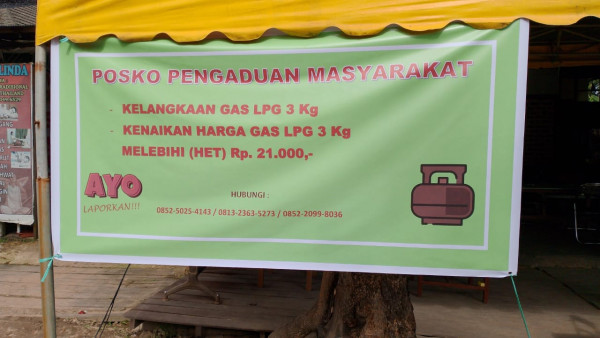 POSKO PENGADUAN MASYARAKAT
- KELANGKAAN GAS LPG 3 Kg
- KENAIKAN HARGA GAS LPG 3 Kg
MELEBIHI (HET) Rp. 21.000,-
AYO
LAPORKAN!!!
HUBUNGI :
0852-5025-4143 / 0813-2363-5273 / 0852-2099-8036
LINDA